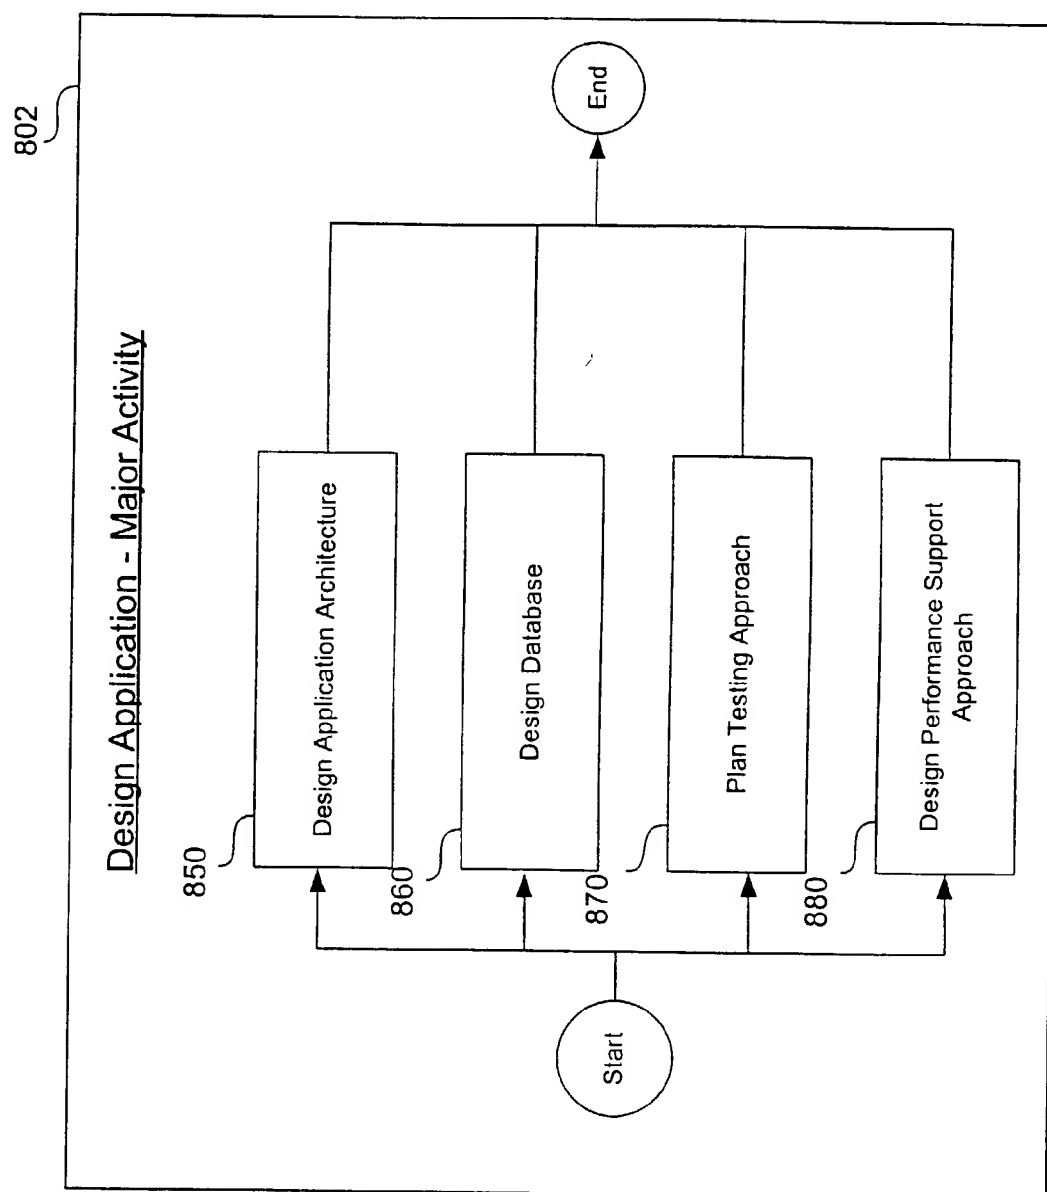 802
Design Application - Major Activity
850
Design Application Architecture
860
Design Database
870
Plan Testing Approach
880
Design Performance Support
Approach
Start
End